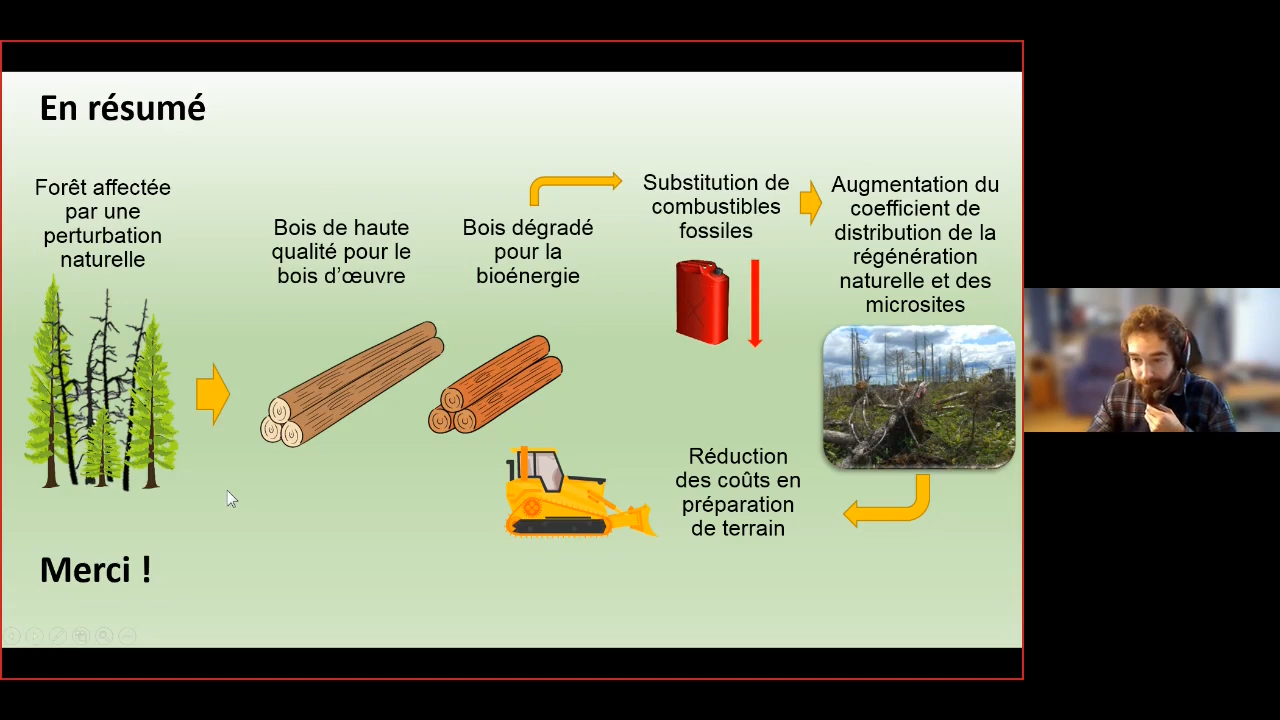 En résumé
Forêt affectée
par une
perturbation
naturelle
Bois de haute
qualité pour le
bois d’œuvre
Bois dégradé
pour la
bioénergie
Substitution de
combustibles
fossiles
Augmentation du
coefficient de
distribution de la
régénération
naturelle et des
microsites
Réduction
des coûts en
préparation
de terrain
Merci !